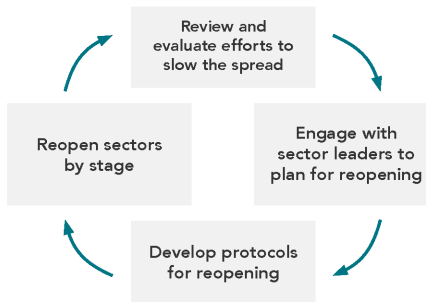 Review and
evaluate efforts to
slow the spread
Engage with
sector leaders to
plan for reopening
Develop protocols
for reopening
Reopen sectors
by stage